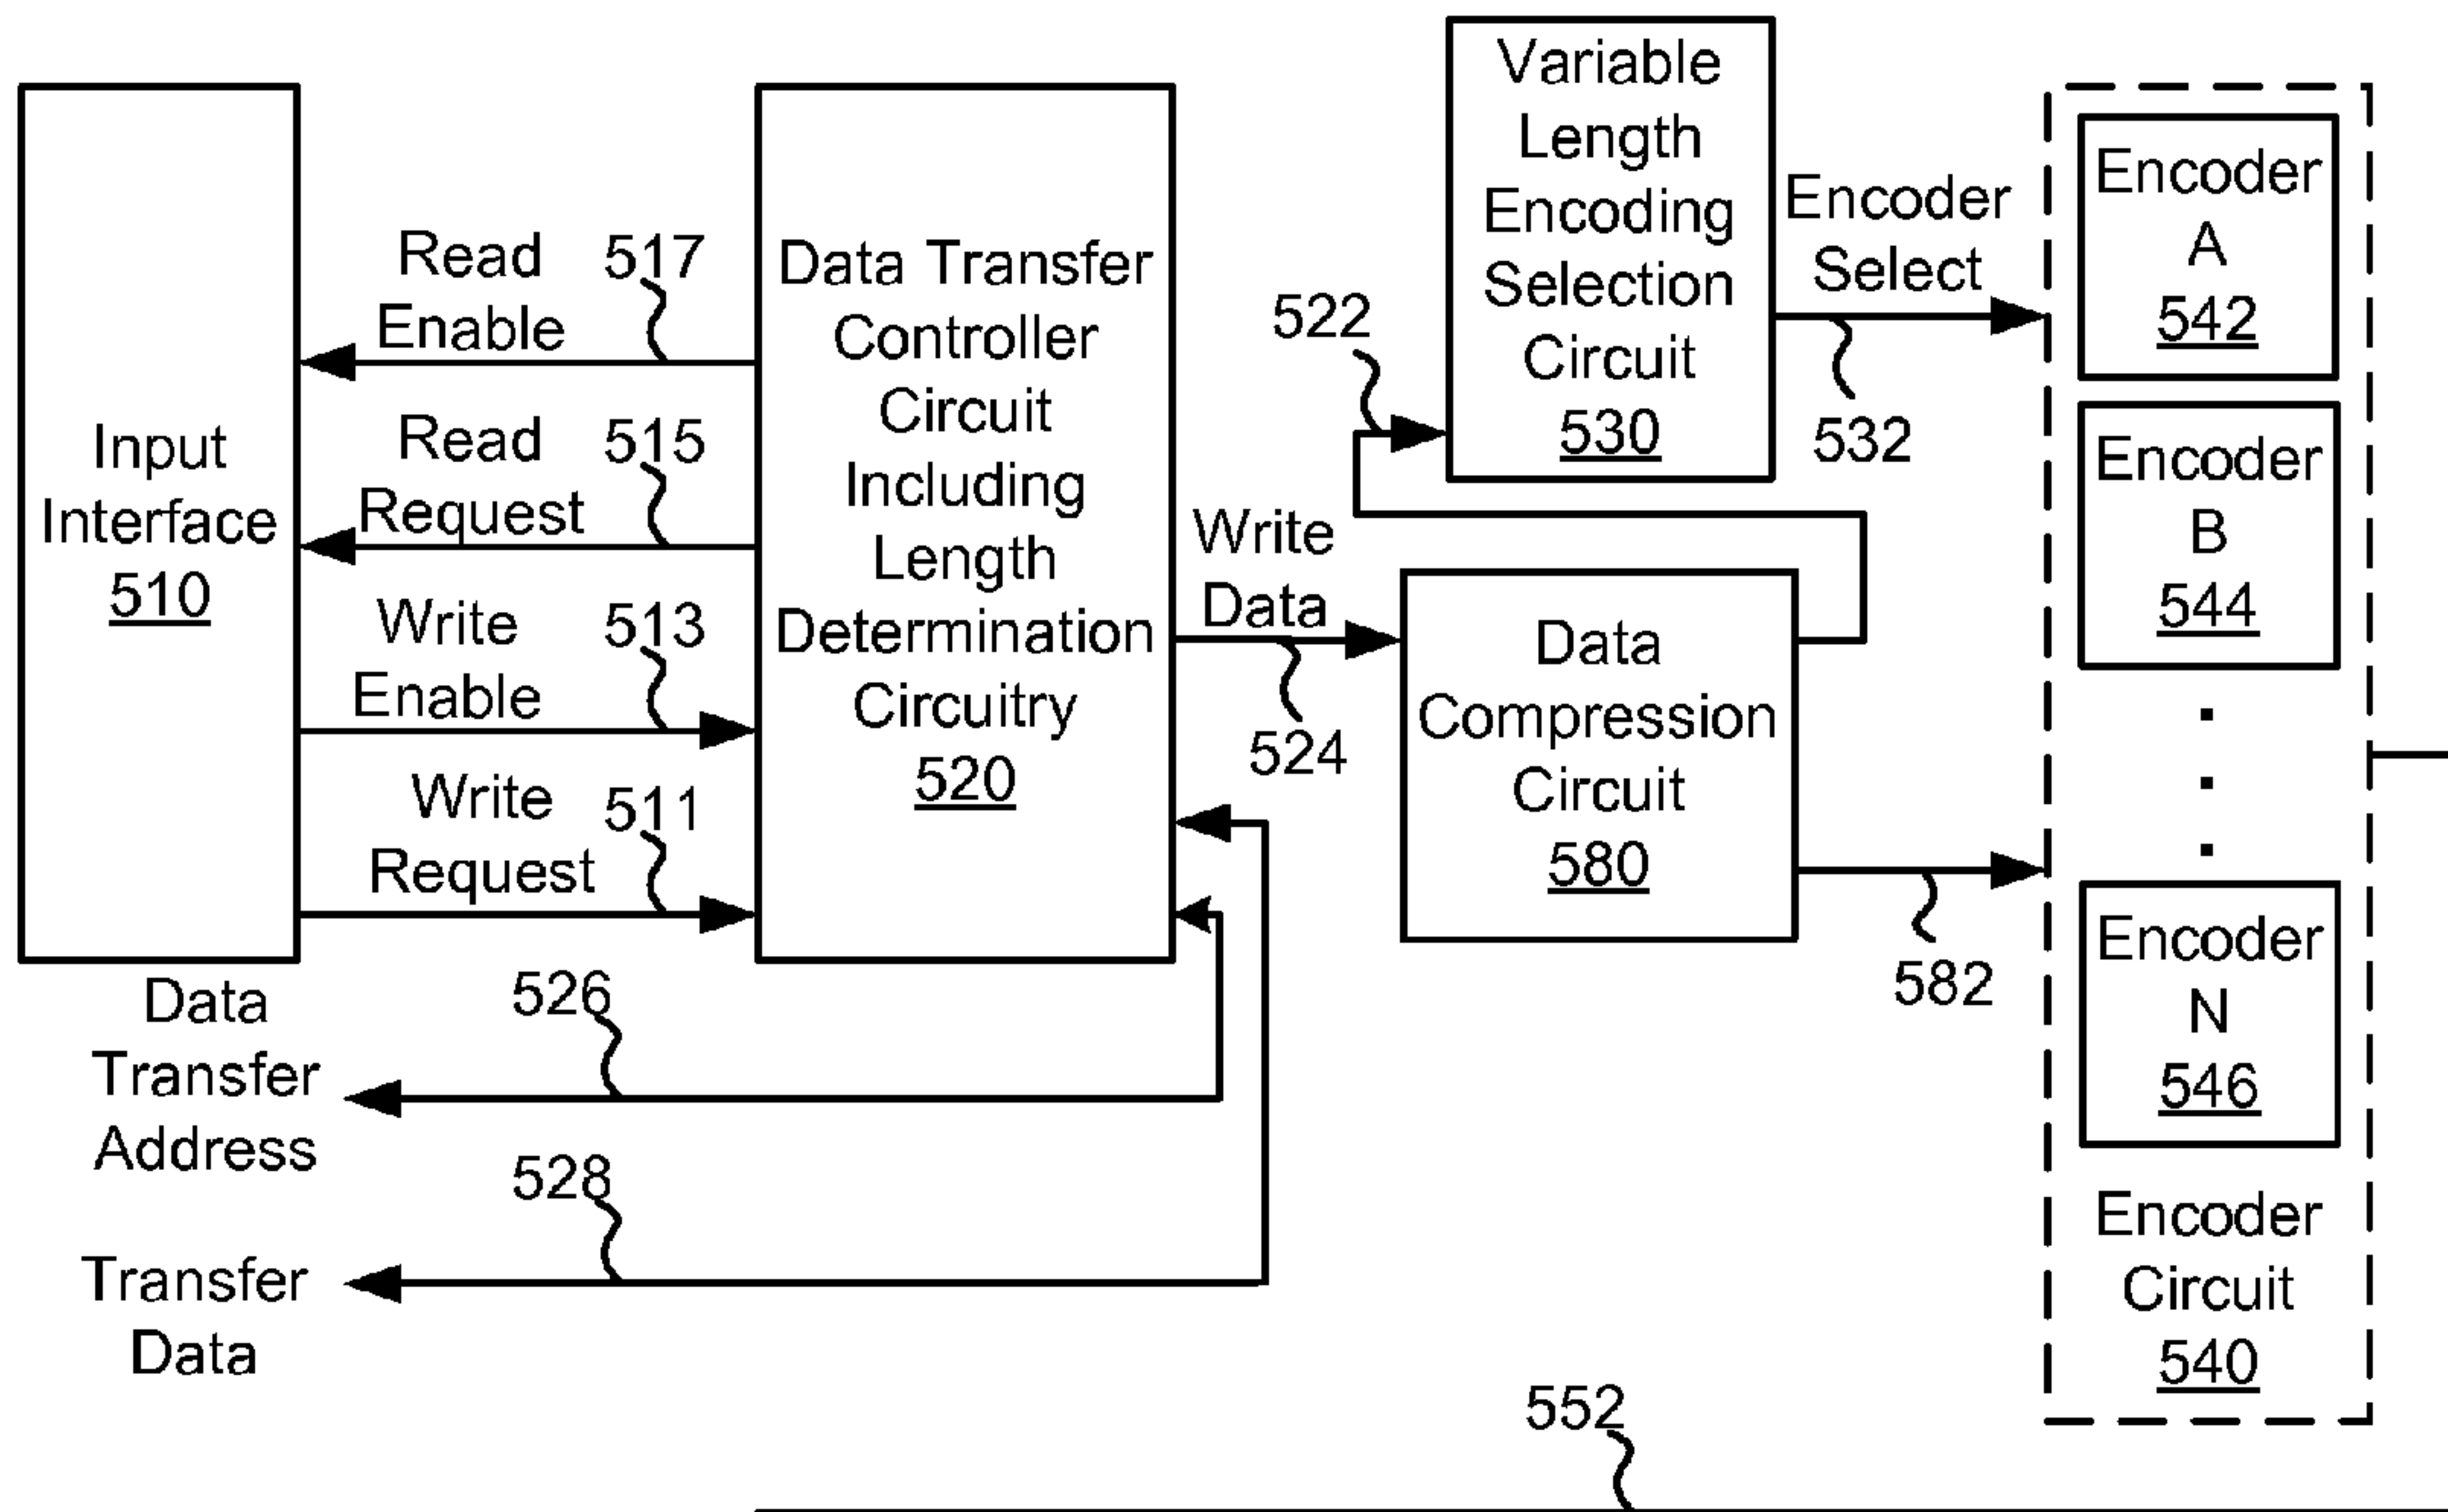 Input
Interface
510
Read
Enable
517
Read
Request
515
Write
Enable
513
Write
Request
511
Data Transfer
Controller
Circuit
Including
Length
Determination
Circuitry
520
Data
Transfer
Address
526
Transfer
Data
528
Write
Data
524
522
Variable
Length
Encoding
Selection
Circuit
530
Encoder
Select
532
Data
Compression
Circuit
580
582
Encoder
A
542
Encoder
B
544
Encoder
N
546
Encoder
Circuit
540
552